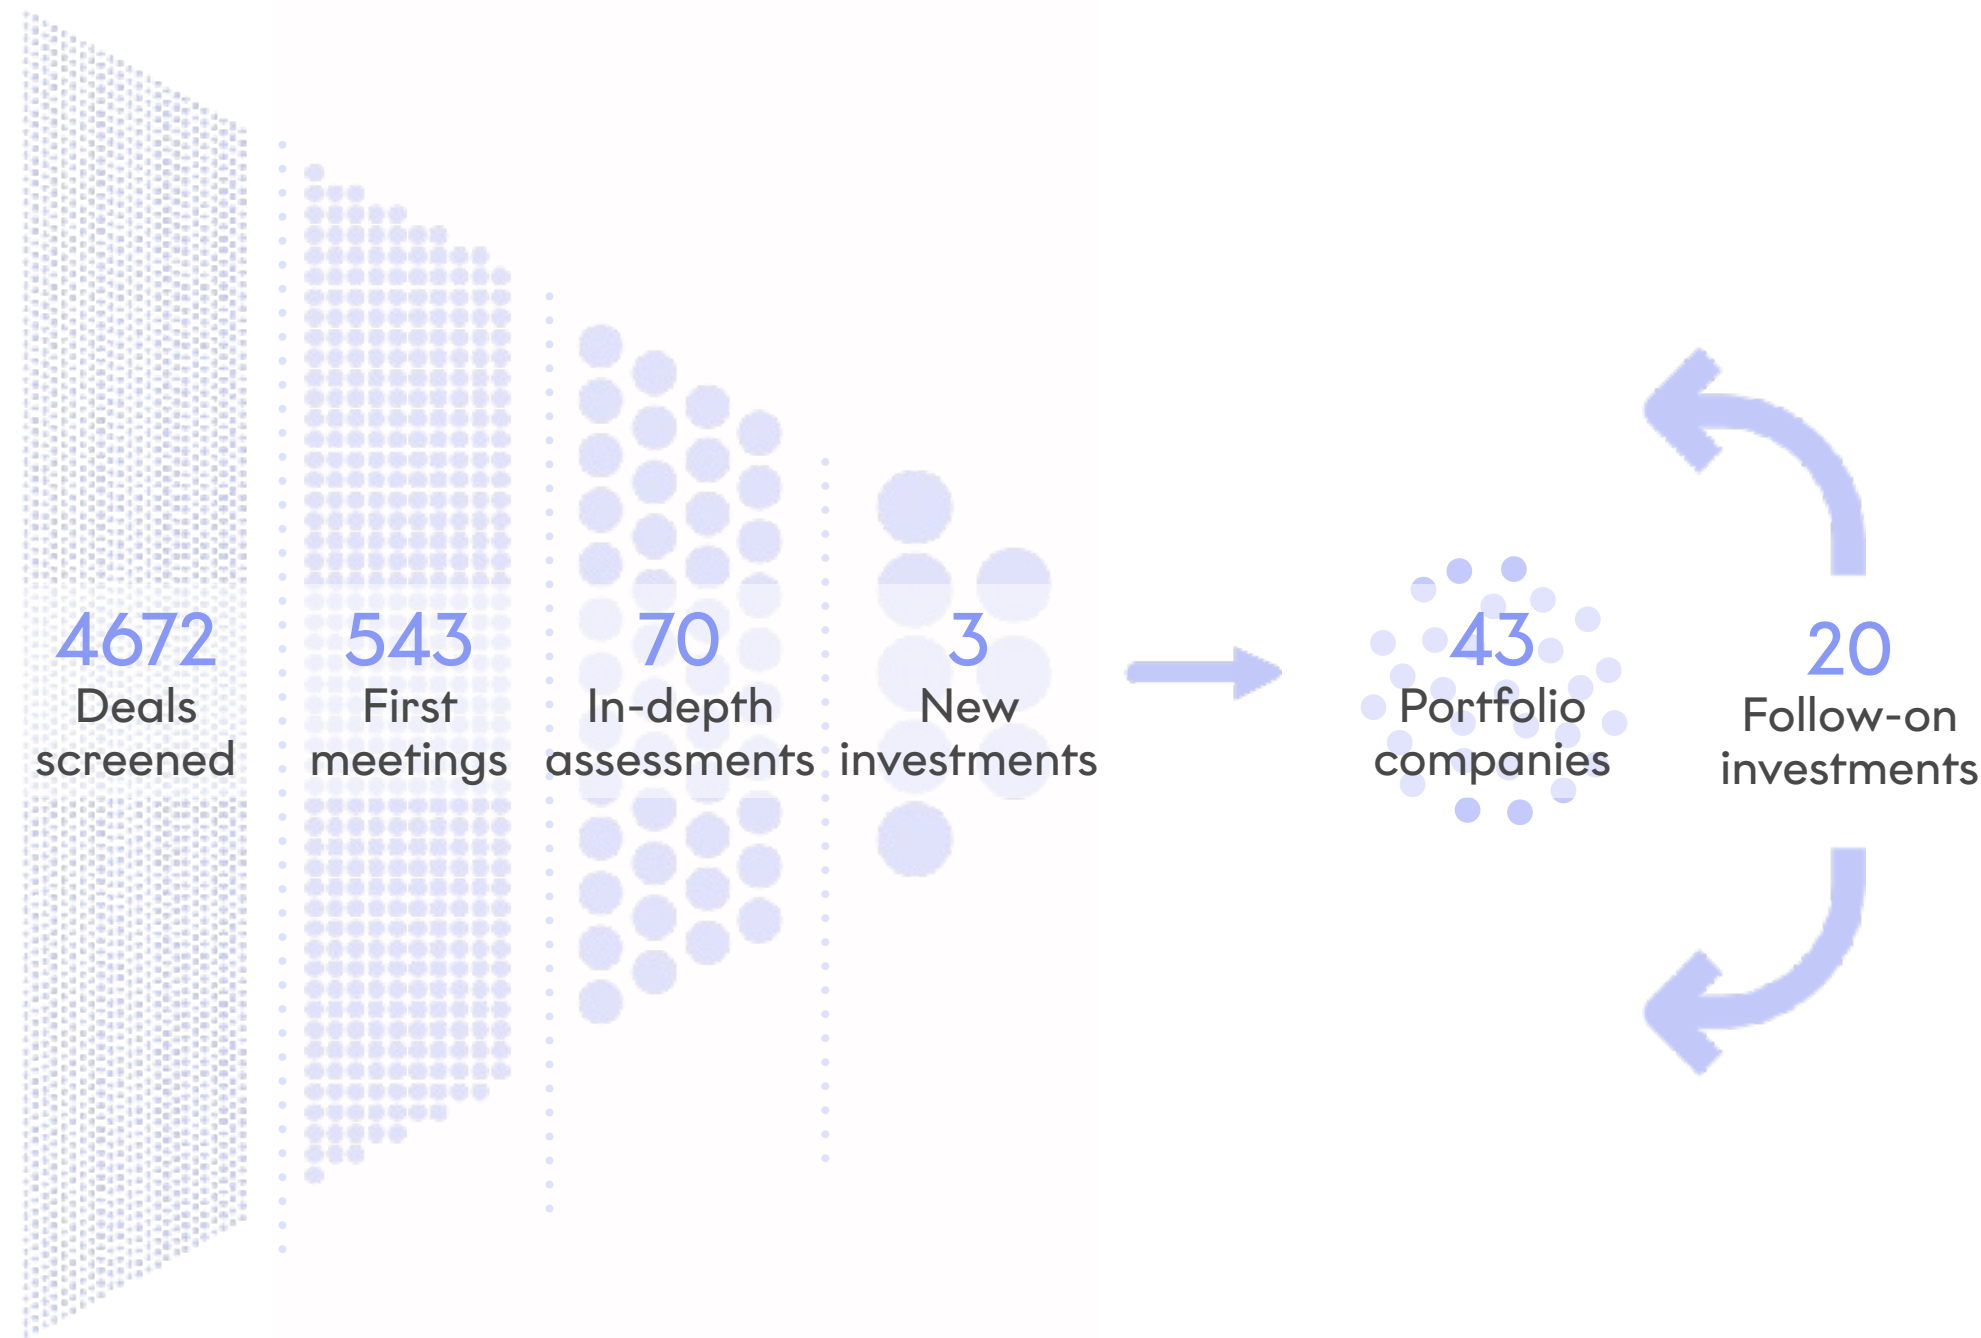 4672
Deals
screened
543
First
meetings
70
In-depth
assessments
3
New
investments
43
Portfolio
companies
20
Follow-on
investments